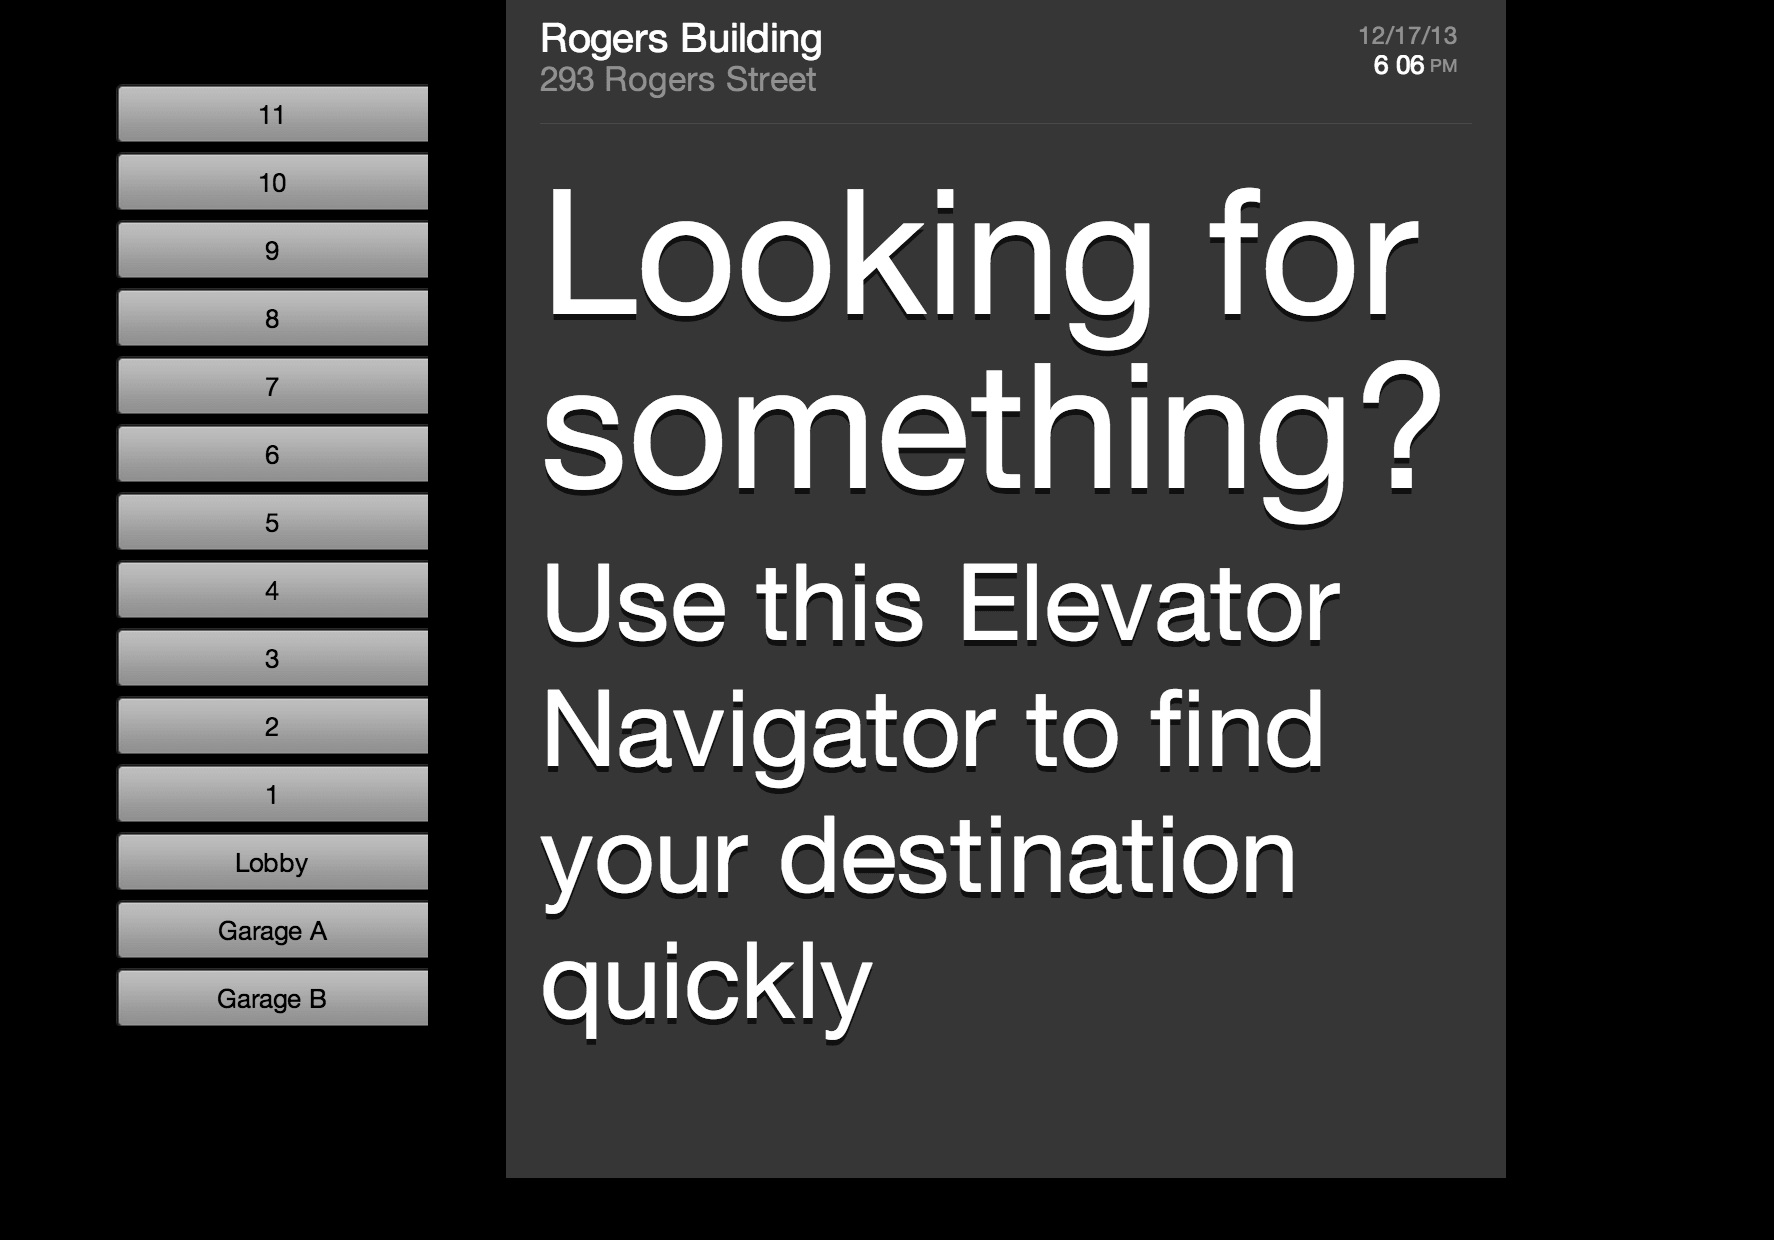 11
10
9
8
7
6
5
4
3
2
1
Lobby
Garage A
Garage B
Rogers Building
293 Rogers Street
12/17/13
6 06 PM
Looking for
something?
Use this Elevator
Navigator to find
your destination
quickly